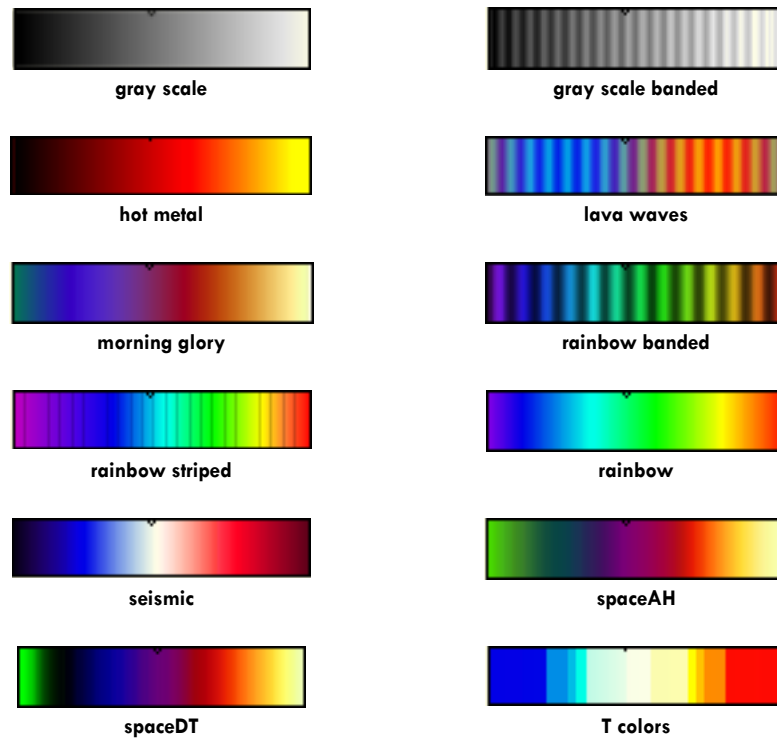 gray scale
gray scale banded
hot metal
lava waves
morning glory
rainbow banded
rainbow striped
rainbow
seismic
spaceAH
spaceDT
T colors